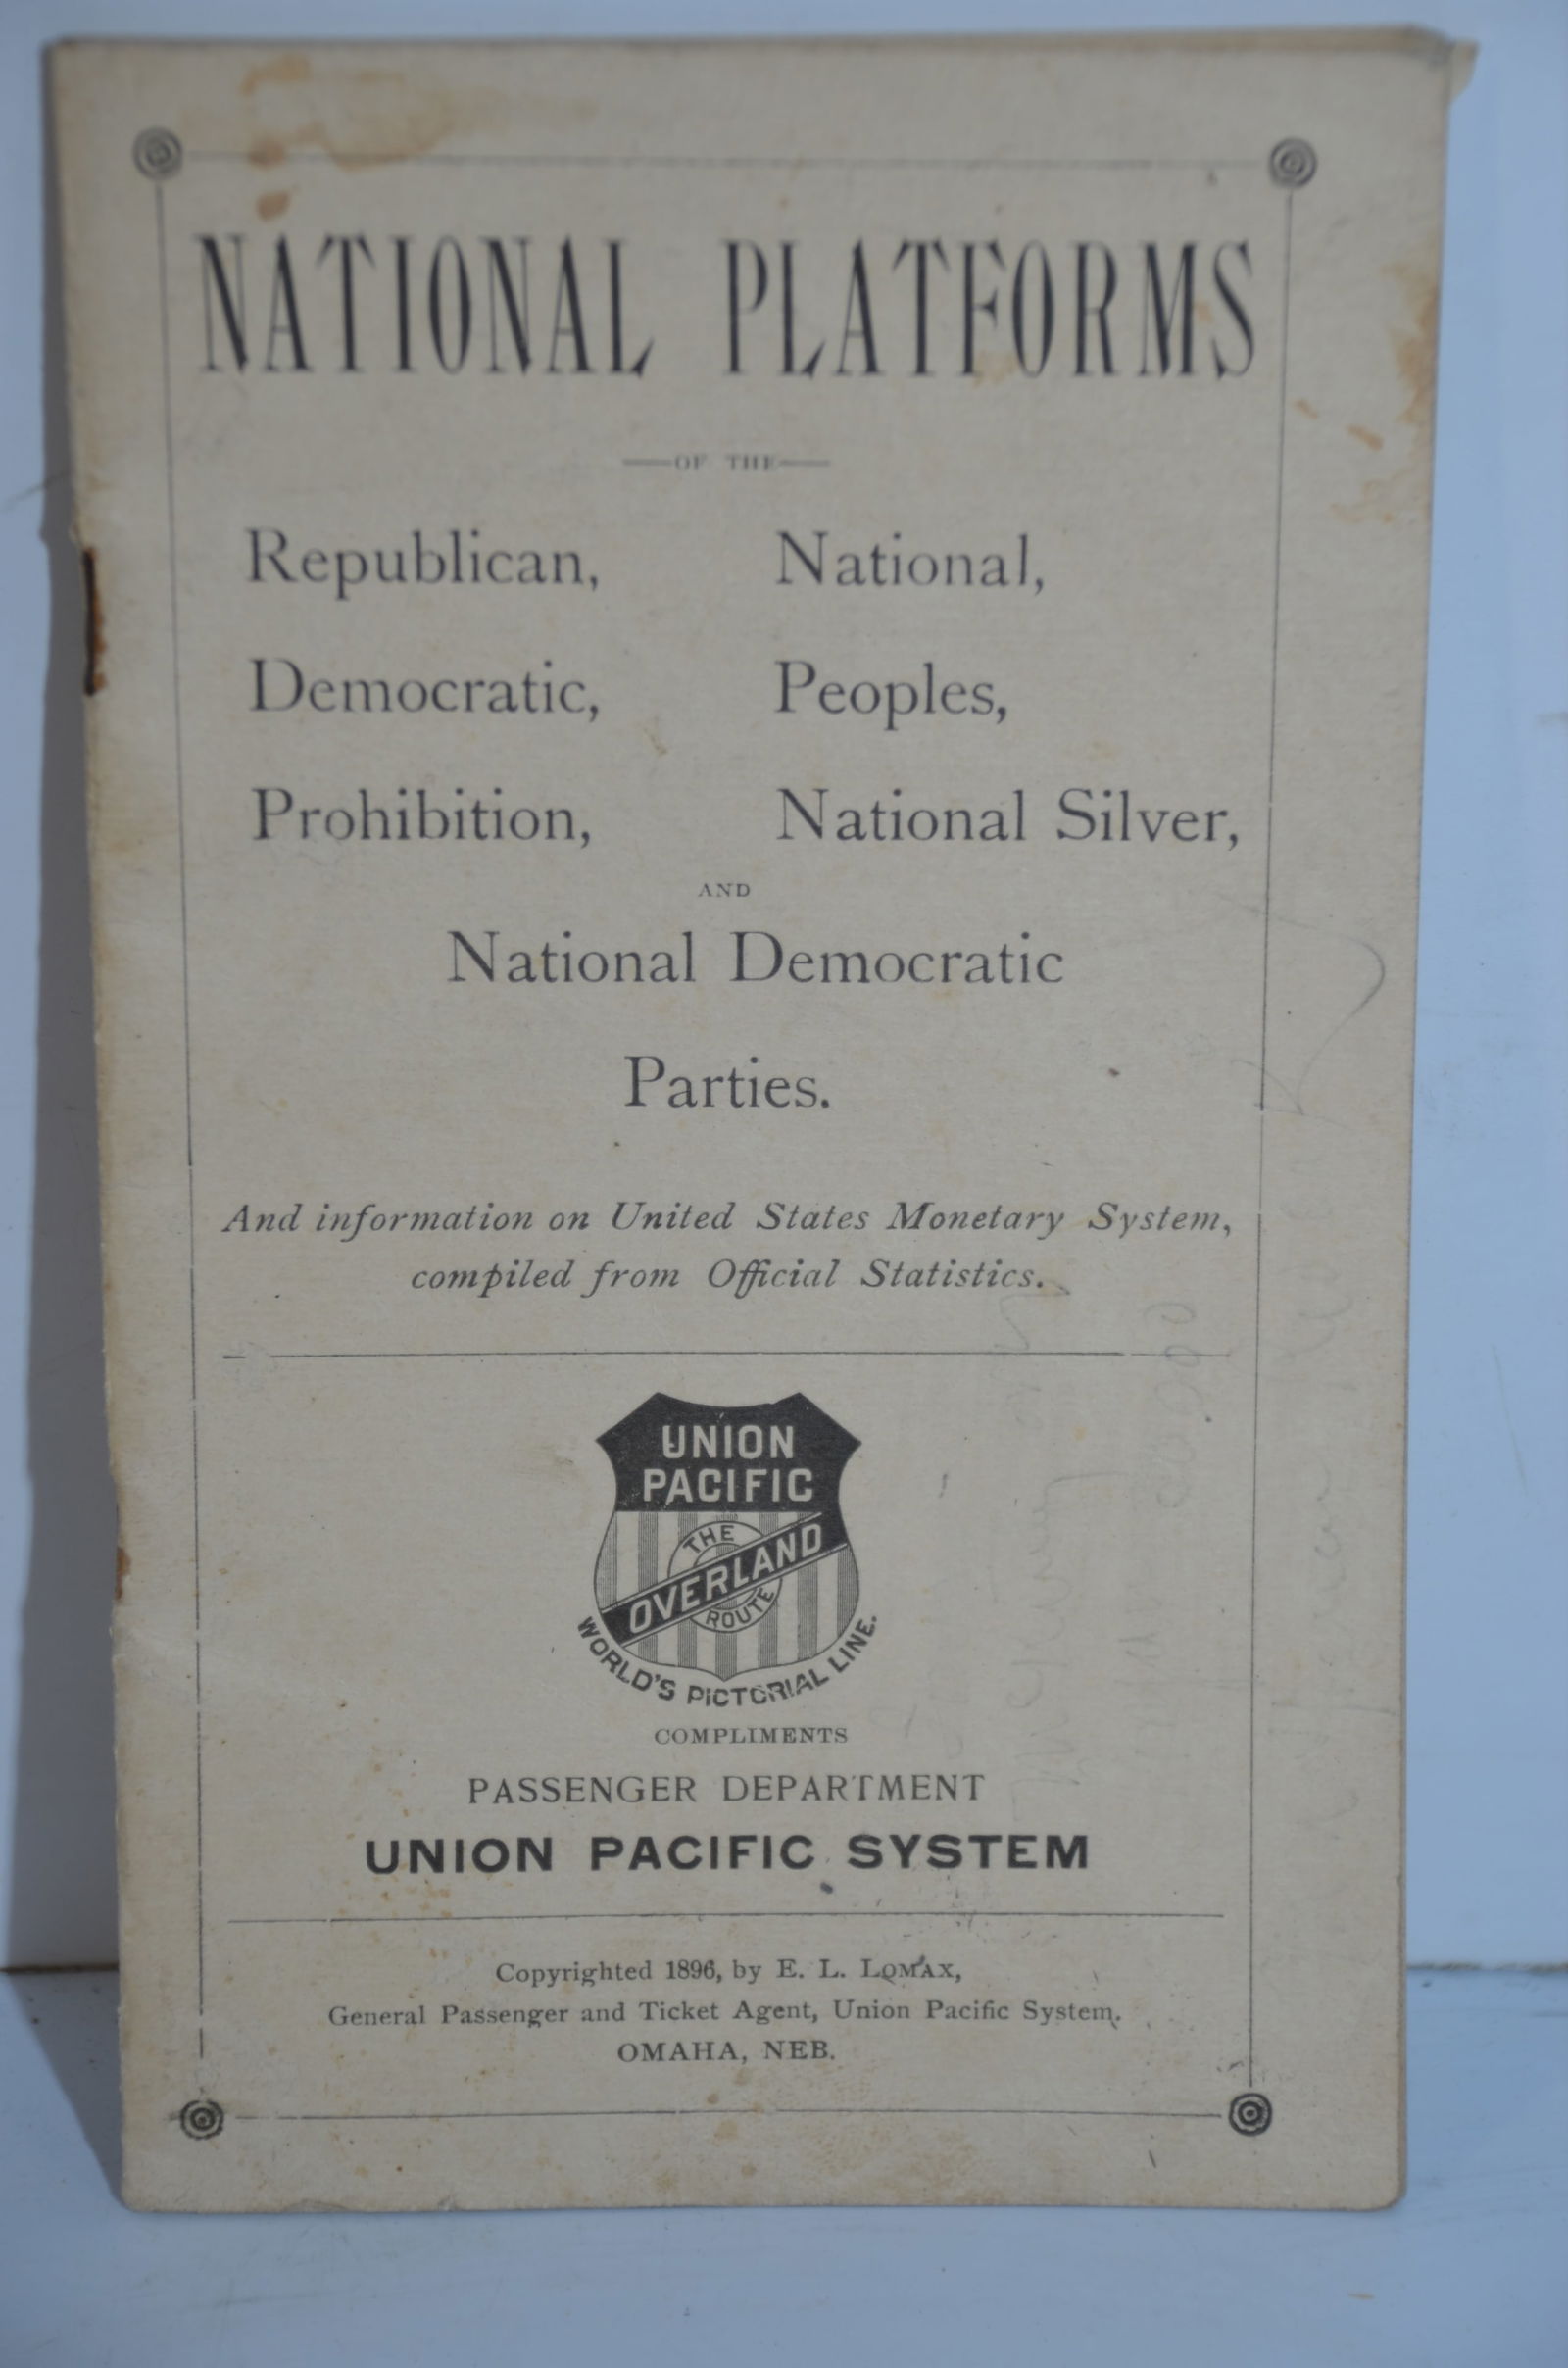 NATIONAL PLATFORMS
OF THE
Republican, National,
Democratic, Peoples,
Prohibition, National Silver,
AND
National Democratic
Parties.
And information on United States Monetary System,
compiled from Official Statistics.
UNION
PACIFIC
THE
OVERLAND
ROUTE
WORLD'S PICTORIAL LINE.
COMPLIMENTS
PASSENGER DEPARTMENT
UNION PACIFIC SYSTEM
Copyrighted 1896, by E. L. LOMAX,
General Passenger and Ticket Agent, Union Pacific System.
OMAHA, NEB.